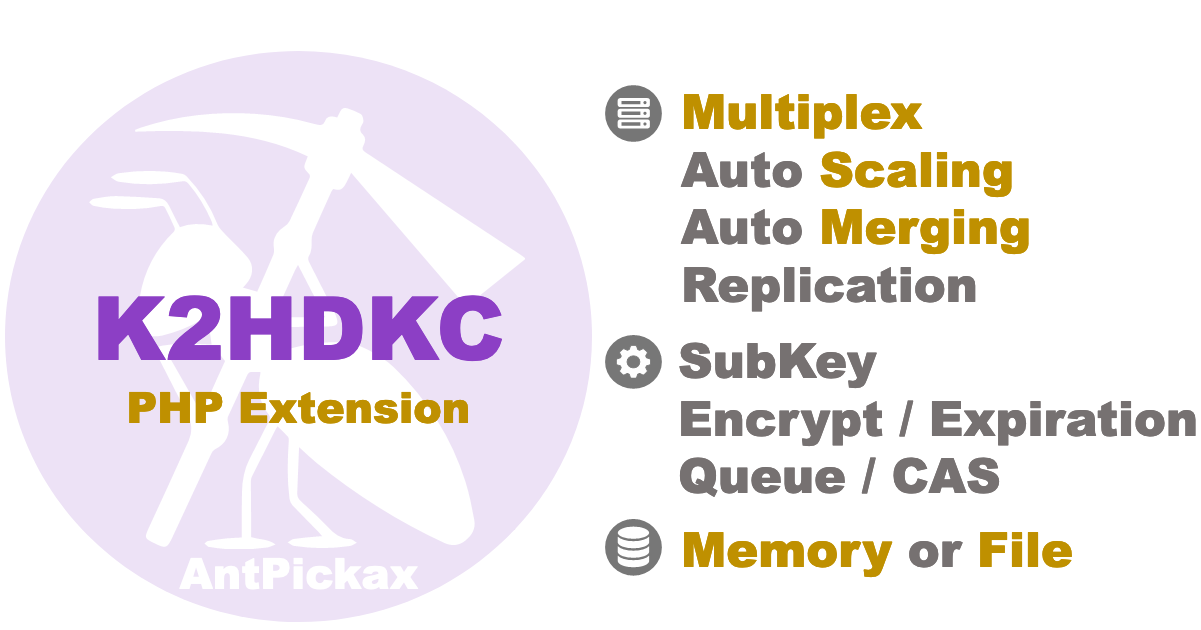 K2HDKC
PHP Extension
AntPickax
Multiplex
Auto Scaling
Auto Merging
Replication
SubKey
Encrypt / Expiration
Queue / CAS
Memory or File